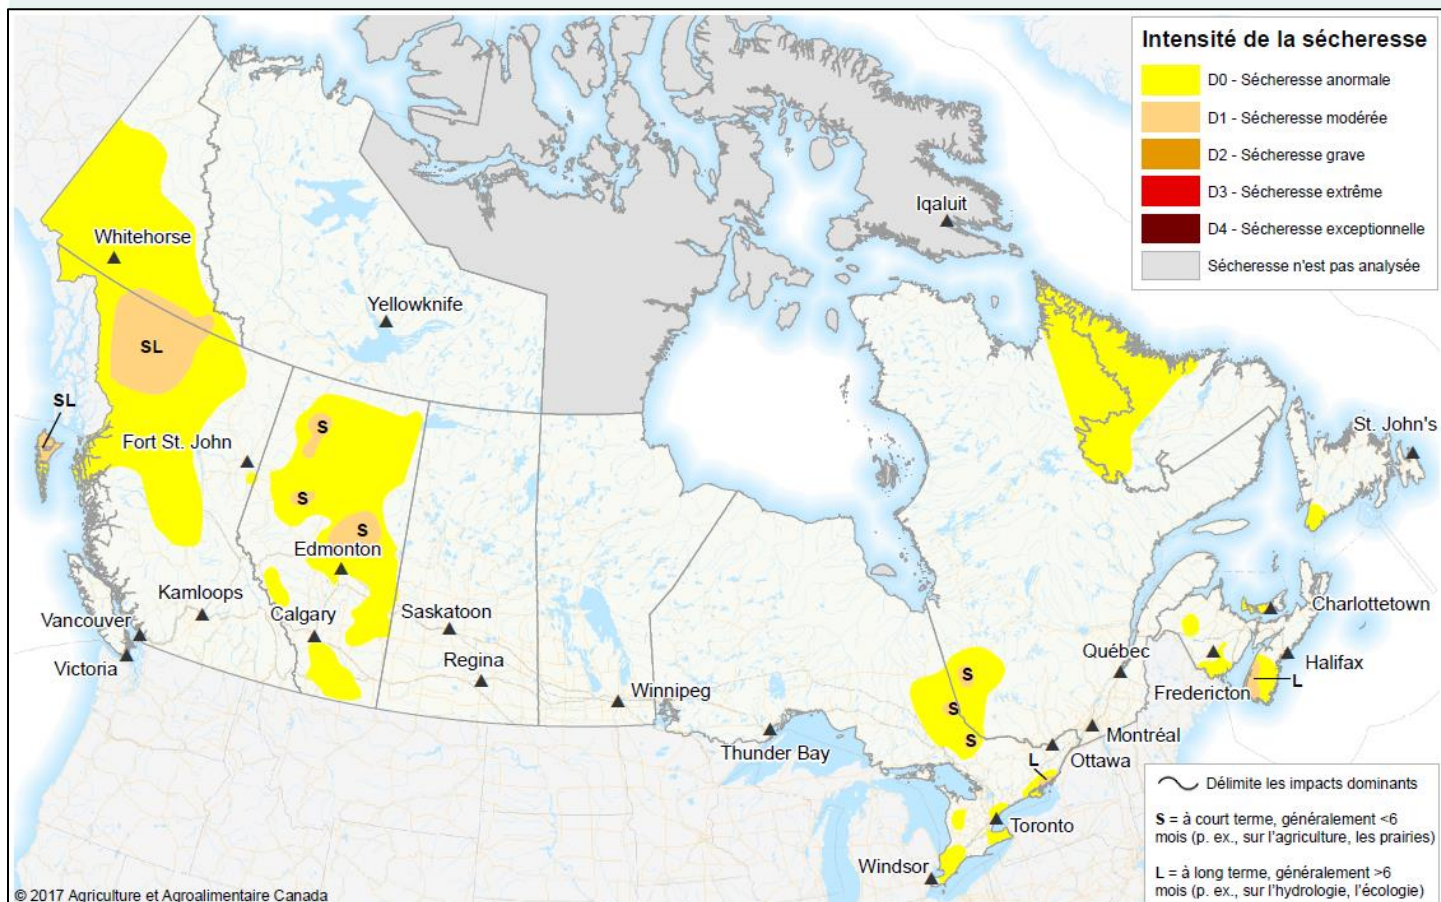 Intensité de la sécheresse
D0 - Sécheresse anormale
D1 - Sécheresse modérée
D2 - Sécheresse grave
D3 - Sécheresse extrême
D4 - Sécheresse exceptionnelle
Sécheresse n'est pas analysée
Iqaluit
Whitehorse
Yellowknife
SL
SL
Fort St. John
S
S
S
Edmonton
St. John's
Kamloops
Calgary
Saskatoon
Vancouver
Victoria
Regina
Winnipeg
Thunder Bay
S
S
S
Québec
Charlottetown
Halifax
Fredericton
L
Montréal
Ottawa
L
Toronto
Windsor
Délimite les impacts dominants
S = à court terme, généralement <6
mois (p. ex., sur l'agriculture, les prairies)
L = à long terme, généralement >6
mois (p. ex., sur l'hydrologie, l'écologie)
© 2017 Agriculture et Agroalimentaire Canada